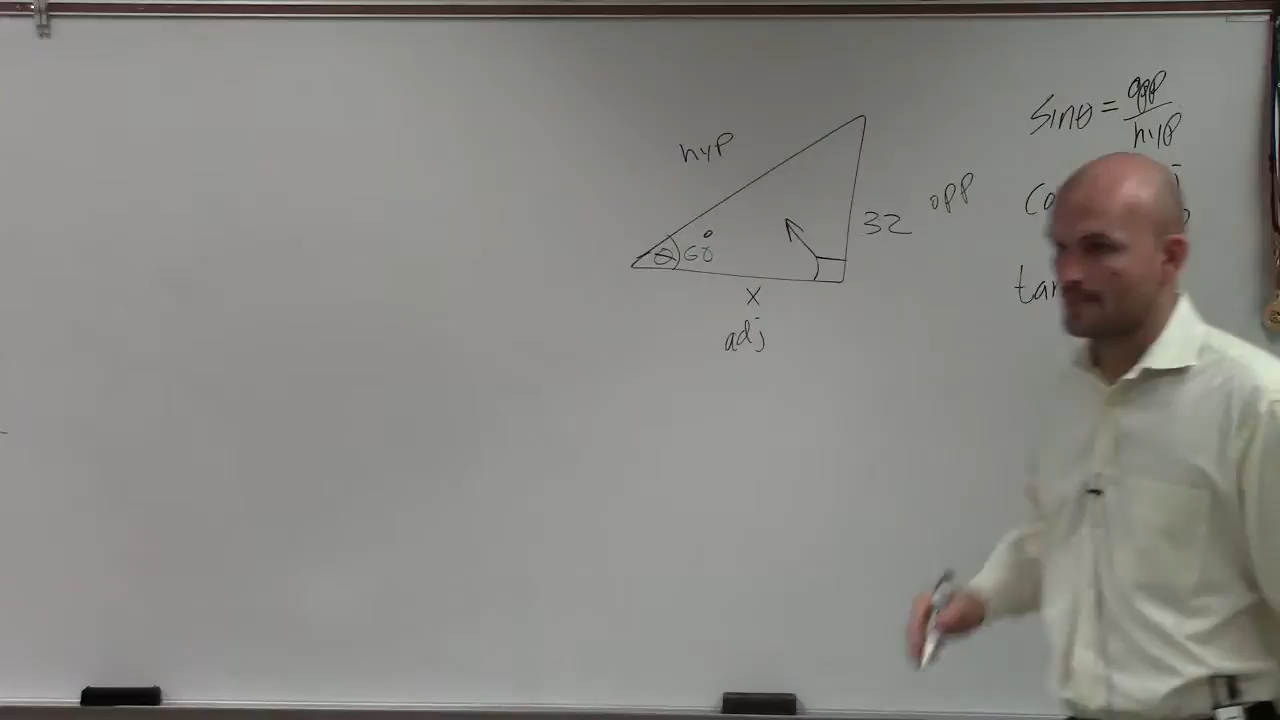 sinθ = opp/hyp
hyp
opp
32
θ 60°
x
adj